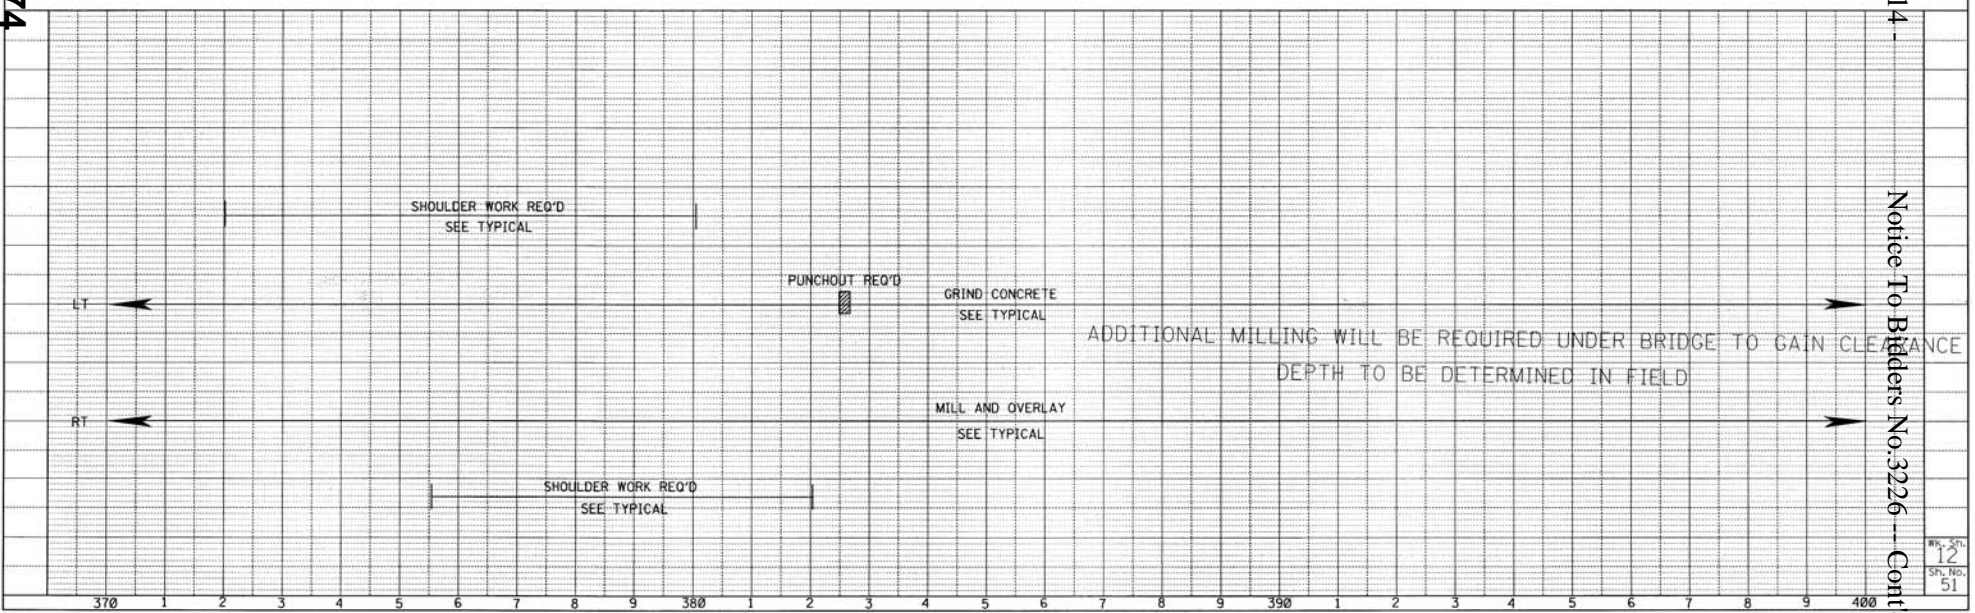 74
14 -
SHOULDER WORK REQ'D
SEE TYPICAL
PUNCHOUT REQ'D
LT
GRIND CONCRETE
SEE TYPICAL
ADDITIONAL MILLING WILL BE REQUIRED UNDER BRIDGE TO GAIN CLEARANCE
DEPTH TO BE DETERMINED IN FIELD
RT
MILL AND OVERLAY
SEE TYPICAL
SHOULDER WORK REQ'D
SEE TYPICAL
Notice To Bidders No.3226 -- Cont
Wk. Sh.
12
Sh. No.
51
370 1 2 3 4 5 6 7 8 9 380 1 2 3 4 5 6 7 8 9 390 1 2 3 4 5 6 7 8 9 400